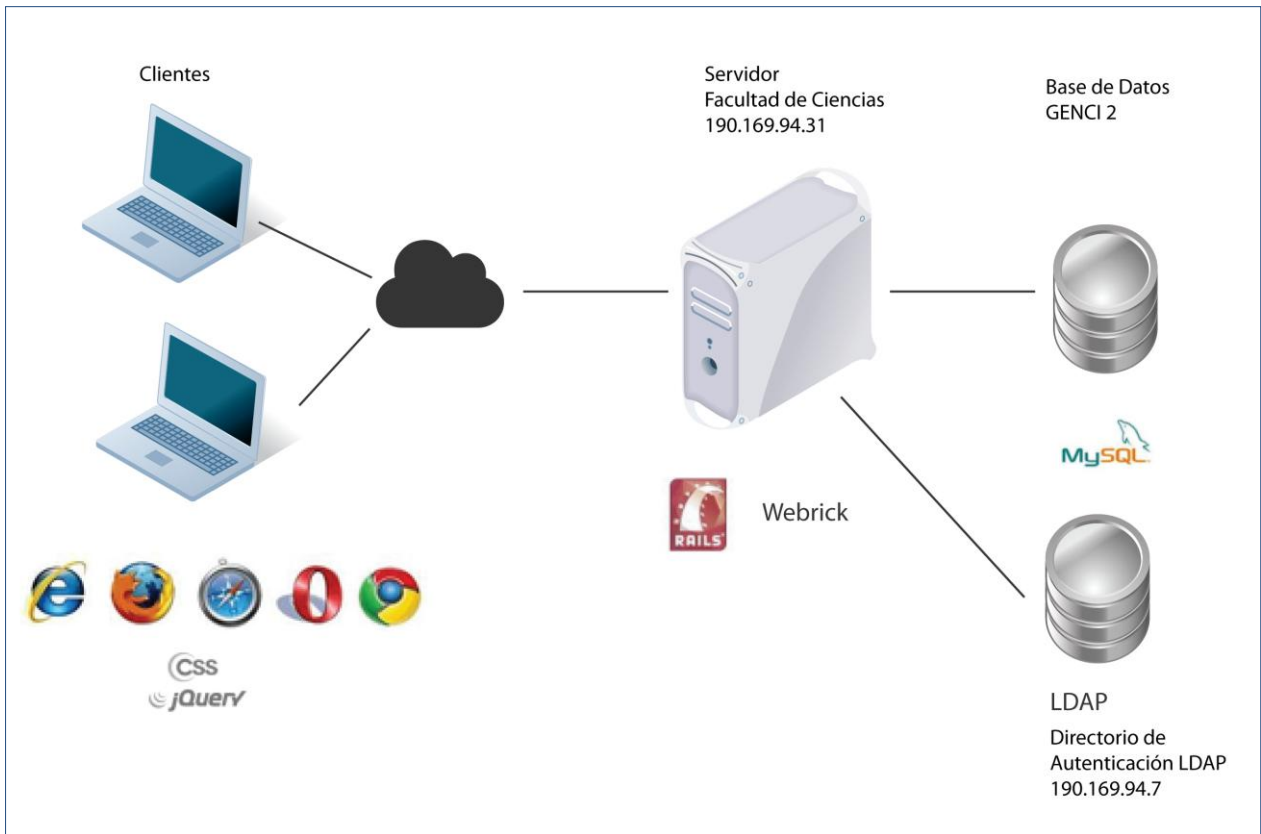 Clientes
Servidor
Facultad de Ciencias
190.169.94.31
Base de Datos
GENCI 2
MySQL
RAILS
Webrick
CSS
jQuery
LDAP
Directorio de
Autenticación LDAP
190.169.94.7